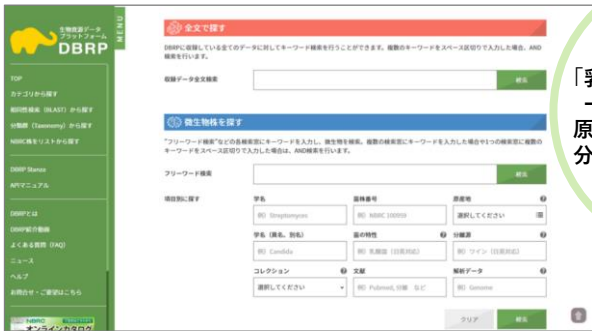 生物資源データ
プラットフォーム
DBRP
MENU
TOP
カテゴリから探す
相同性検索（BLAST）から探す
分類群（Taxonomy）から探す
NBRC株をリストから探す
DBRP Stanza
APIマニュアル
DBRPとは
DBRP紹介動画
よくある質問（FAQ）
ニュース
ヘルプ
お問合せ・ご要望はこちら
NBRC
オンラインカタログ
全文で探す
DBRPに収録している全てのデータに対してキーワード検索を行うことができます。複数のキーワードをスペース区切りで入力した場合、AND
検索を行います。
収録データ全文検索
検索
微生物株を探す
"フリーワード検索"などの各検索窓にキーワードを入力し、微生物を検索。複数の検索窓にキーワードを入力した場合や1つの検索窓に複数の
キーワードをスペース区切りで入力した場合は、AND検索を行います。
フリーワード検索
検索
項目別に探す
学名
菌株番号
原産地
例）Streptomyces
例）NBRC 100959
選択してください
学名（異名、別名）
菌の特性
分離源
例）Candida
例）乳酸菌（日英対応）
例）ワイン（日英対応）
コレクション
文献
解析データ
選択してください
例）Pubmed, 分類 など
例）Genome
クリア
検索
「乳
原
分